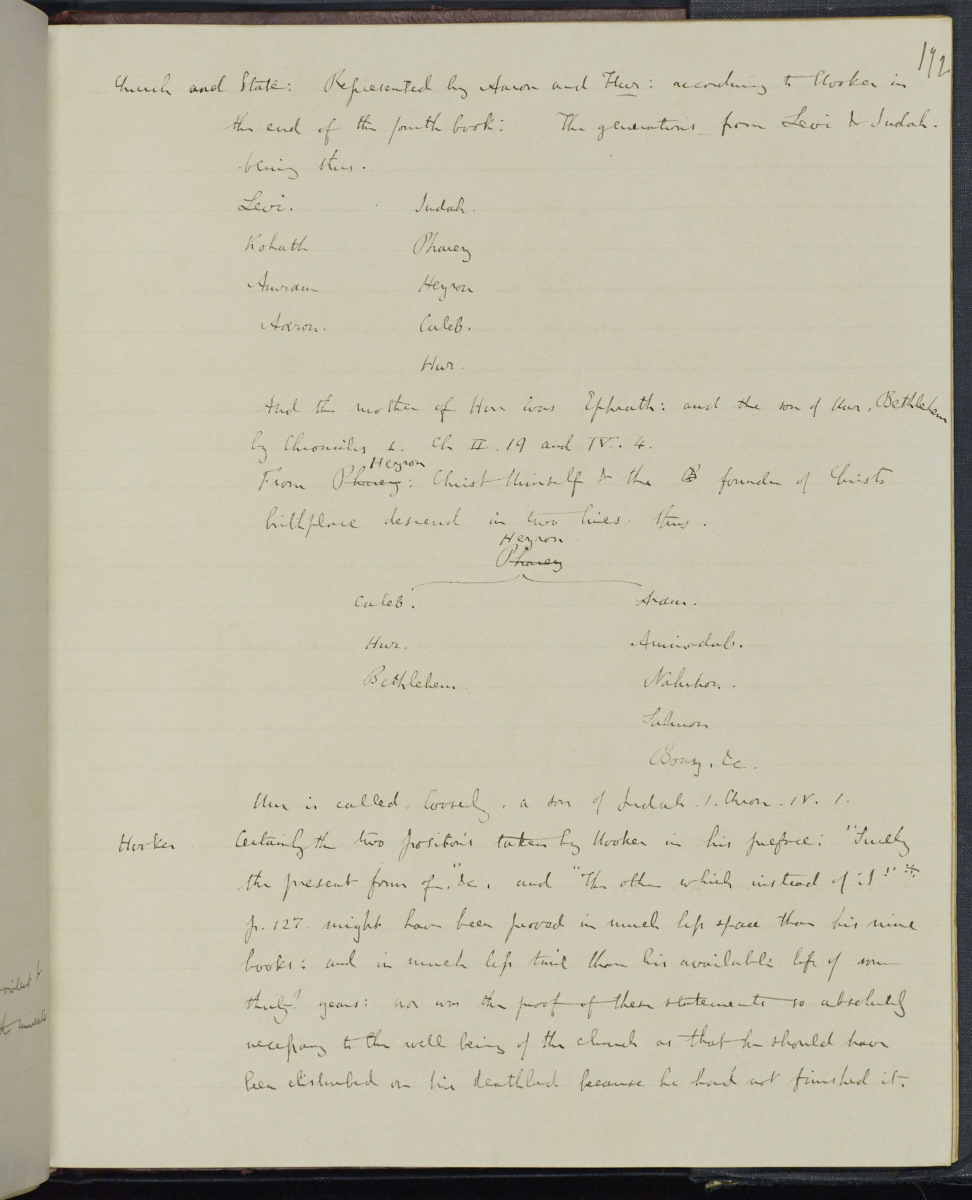 192
Church and State: Represented by Aaron and Hur: according to Hooker in
the end of the fourth book: The generations from Levi & Judah.
being thus.
Levi. Judah.
Kohath Pharez
Amram Hezron
Aaron. Caleb.
Hur.
And the mother of Hur was Ephrath: and the son of Hur, Bethlehem
by Chronicles I. Ch II. 19 and IV. 4.
Hezron
From Pharez: Christ Himself & the founder of Christs
birthplace descend in two lines thus.
Hezron
Pharez
Caleb. Aram.
Hur. Aminadab.
Bethlehem Nahshon.
Salmon
Boaz, &c.
Hur is called, loosely, a son of Judah 1. Chron. IV. 1.
Hooker Certainly the two positions taken by Hooker in his preface: "Surely
the present form of," &c. and "The other which instead of it"
p. 127. might have been proved in much less space than his nine
books: and in much less time than his available life of some
thirty years: nor was the proof of these statements so absolutely
necessary to the well being of the church as that he should have
been disturbed on his deathbed because he had not finished it.